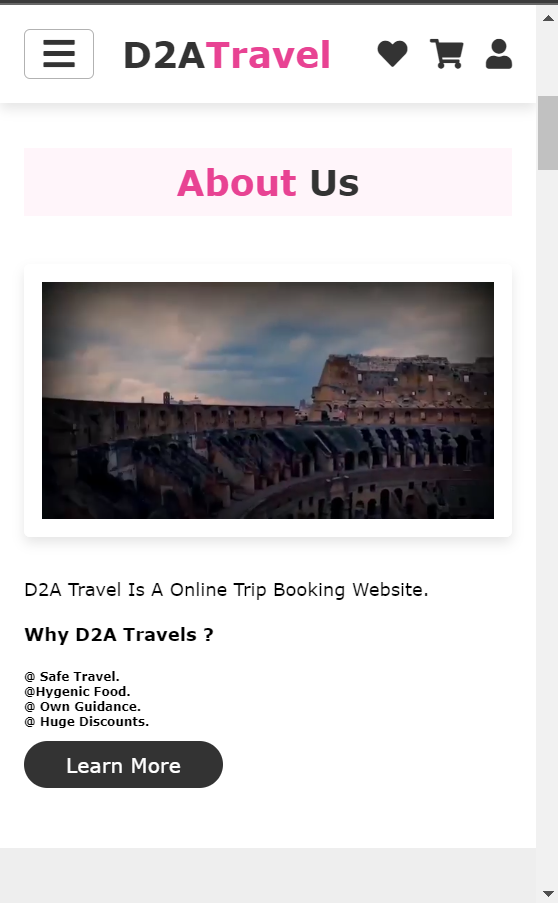 D2ATravel
About Us
D2A Travel Is A Online Trip Booking Website.
Why D2A Travels ?
@ Safe Travel.
@Hygenic Food.
@ Own Guidance.
@ Huge Discounts.
Learn More